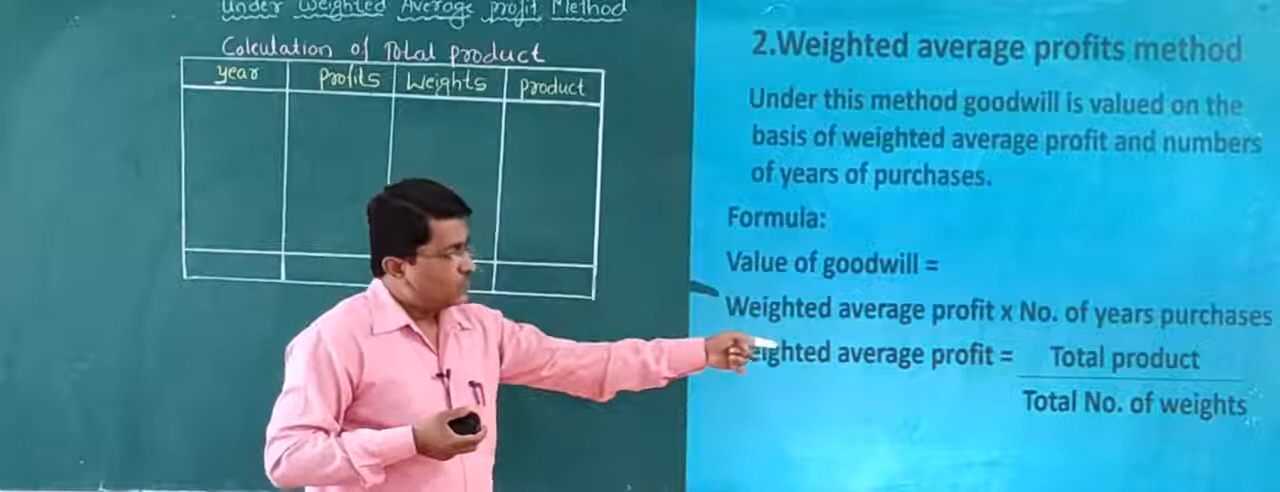 Under Weighted Average profit Method
Calculation of Total product
year profits Weights product
2.Weighted average profits method
Under this method goodwill is valued on the
basis of weighted average profit and numbers
of years of purchases.
Formula:
Value of goodwill =
Weighted average profit x No. of years purchases
eighted average profit = Total product
Total No. of weights